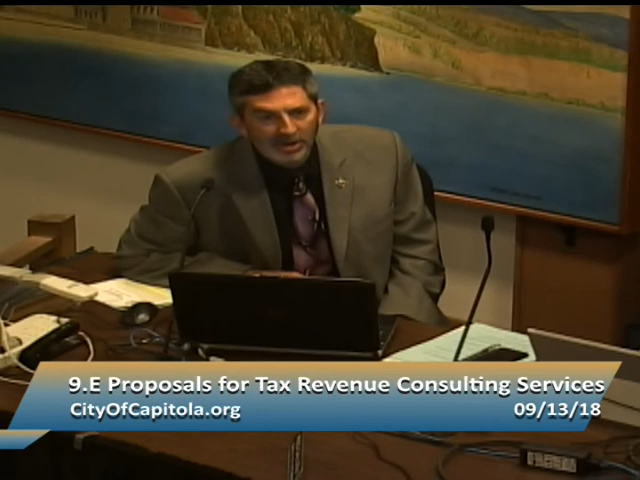 9.E Proposals for Tax Revenue Consulting Services
CityOfCapitola.org
09/13/18